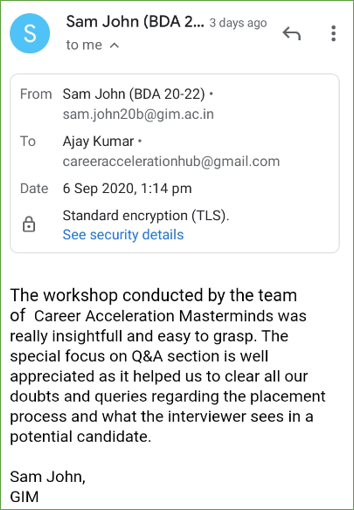 S
Sam John (BDA 2... 3 days ago
to me
From Sam John (BDA 20-22) •
sam.john20b@gim.ac.in
To Ajay Kumar •
careeraccelerationhub@gmail.com
Date 6 Sep 2020, 1:14 pm
Standard encryption (TLS).
See security details
The workshop conducted by the team
of Career Acceleration Masterminds was
really insightfull and easy to grasp. The
special focus on Q&A section is well
appreciated as it helped us to clear all our
doubts and queries regarding the placement
process and what the interviewer sees in a
potential candidate.
Sam John,
GIM